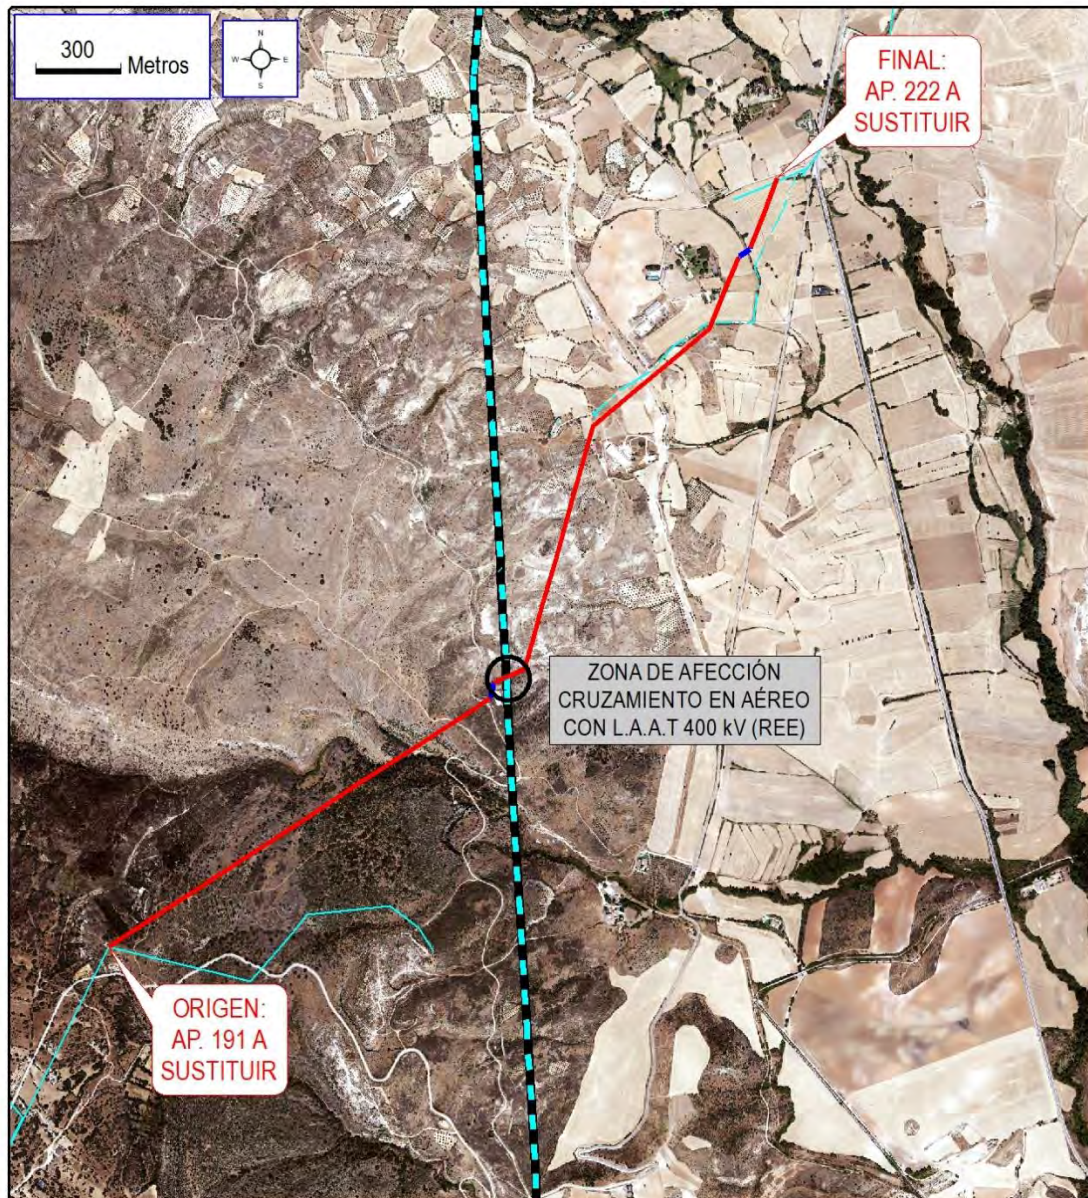 300
Metros
N
W E
S
FINAL:
AP. 222 A
SUSTITUIR
ZONA DE AFECCIÓN
CRUZAMIENTO EN AÉREO
CON L.A.A.T 400 kV (REE)
ORIGEN:
AP. 191 A
SUSTITUIR